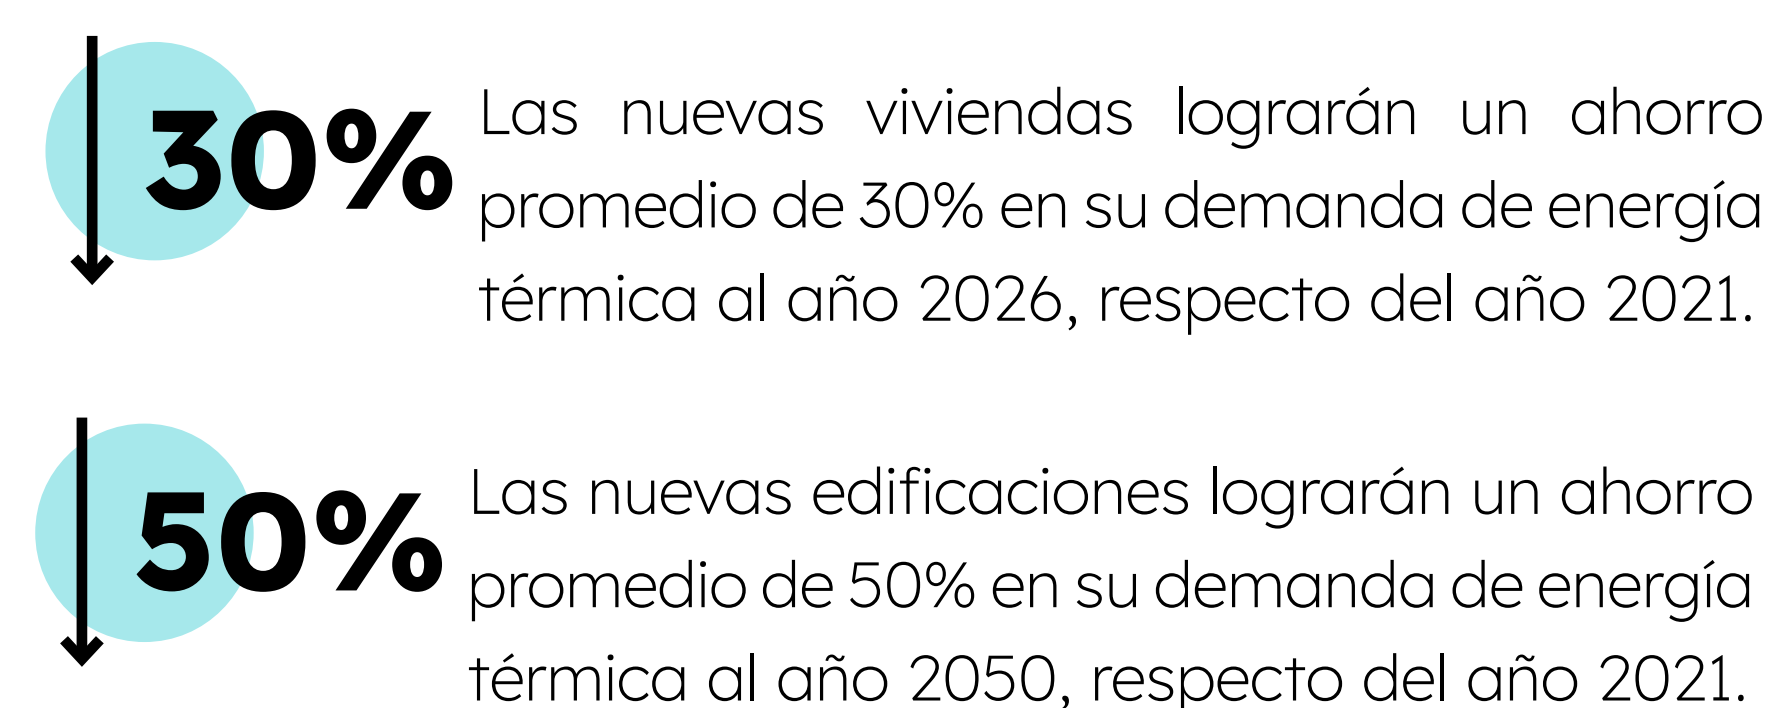 30%
Las nuevas viviendas lograrán un ahorro
promedio de 30% en su demanda de energía
térmica al año 2026, respecto del año 2021.
50%
Las nuevas edificaciones lograrán un ahorro
promedio de 50% en su demanda de energía
térmica al año 2050, respecto del año 2021.